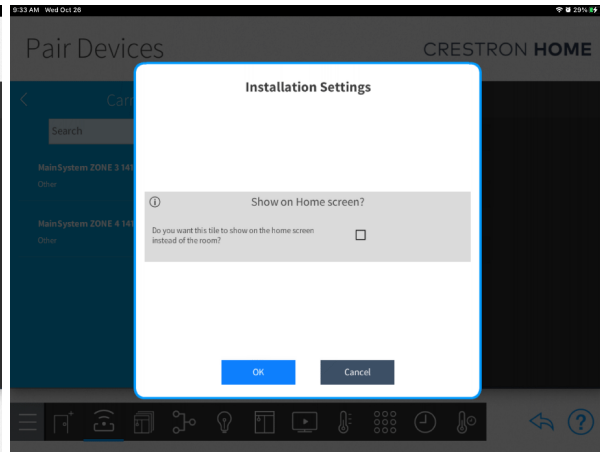 9:33 AM Wed Oct 26
29%
Pair Devices
CRESTRON HOME
Installation Settings
Search
MainSystem ZONE 3 141
Other
MainSystem ZONE 4 141
Other
Show on Home screen?
Do you want this tile to show on the home screen
instead of the room?
OK
Cancel
?